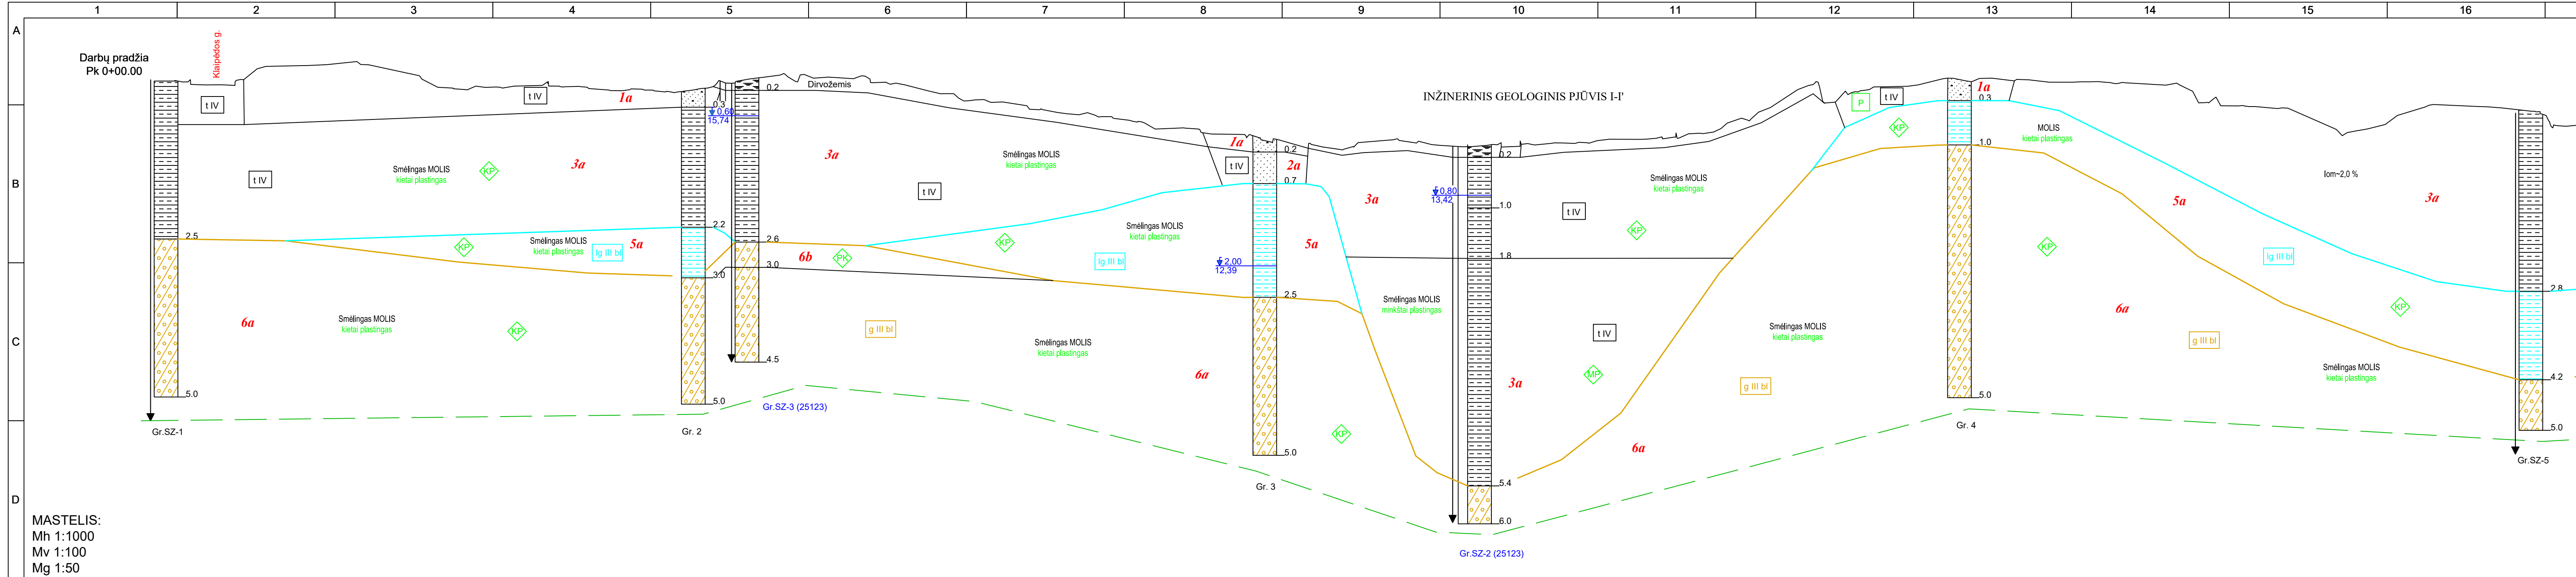 1 2 3 4 5 6 7 8 9 10 11 12 13 14 15 16
A
B
C
D
Darbų pradžia
Pk 0+00.00
Klaipėdos g.
INŽINERINIS GEOLOGINIS PJŪVIS I-I'
t IV
t IV
2.5
5.0
Gr.SZ-1
6a
Smėlingas MOLIS
kietai plastingas
KP
3a
t IV
1a
Smėlingas MOLIS
kietai plastingas
KP
KP
Smėlingas MOLIS
kietai plastingas
lg III bl
5a
0.3
0,60
15,74
2.2
3.0
5.0
Gr. 2
0.2
Dirvožemis
2.6
3.0
4.5
Gr.SZ-3 (25123)
3a
6b
PK
t IV
g III bl
Smėlingas MOLIS
kietai plastingas
KP
Smėlingas MOLIS
kietai plastingas
lg III bl
Smėlingas MOLIS
kietai plastingas
6a
1a
t IV
0.2
2a
0.7
2,00
12,39
2.5
5.0
Gr. 3
5a
3a
KP
Smėlingas MOLIS
minkštai plastingas
0,80
13,42
0.2
1.0
1.8
5.4
6.0
Gr.SZ-2 (25123)
3a
t IV
Smėlingas MOLIS
kietai plastingas
KP
t IV
MP
6a
g III bl
Smėlingas MOLIS
kietai plastingas
P
t IV
KP
1a
0.3
1.0
5.0
Gr. 4
MOLIS
kietai plastingas
KP
5a
6a
g III bl
lg III bl
Iom~2,0 %
3a
KP
Smėlingas MOLIS
kietai plastingas
2.8
4.2
5.0
Gr.SZ-5
MASTELIS:
Mh 1:1000
Mv 1:100
Mg 1:50